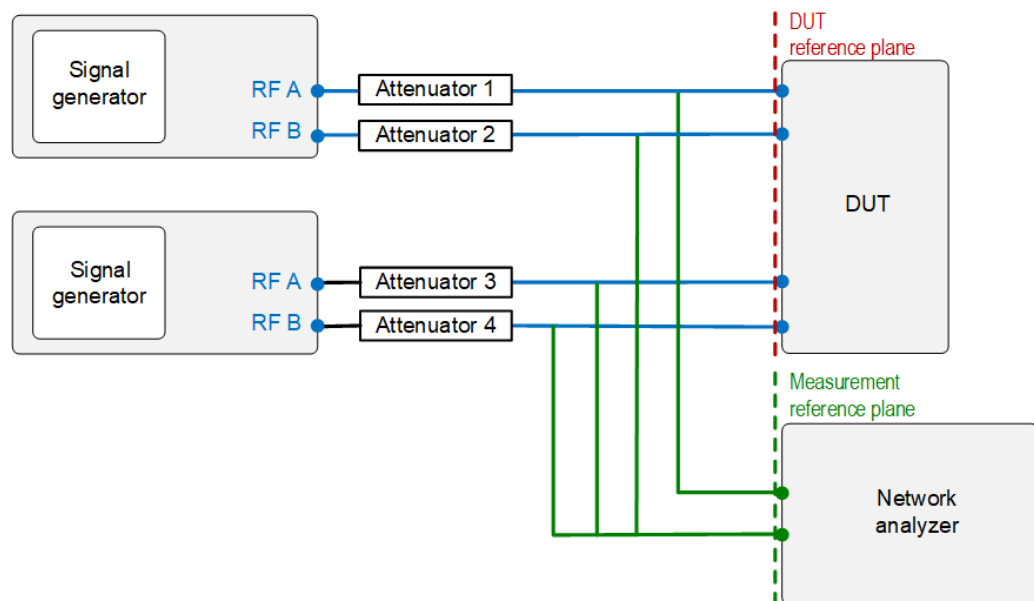 Signal
generator
RF A
RF B
Attenuator 1
Attenuator 2
DUT
reference plane
DUT
Signal
generator
RF A
RF B
Attenuator 3
Attenuator 4
Measurement
reference plane
Network
analyzer